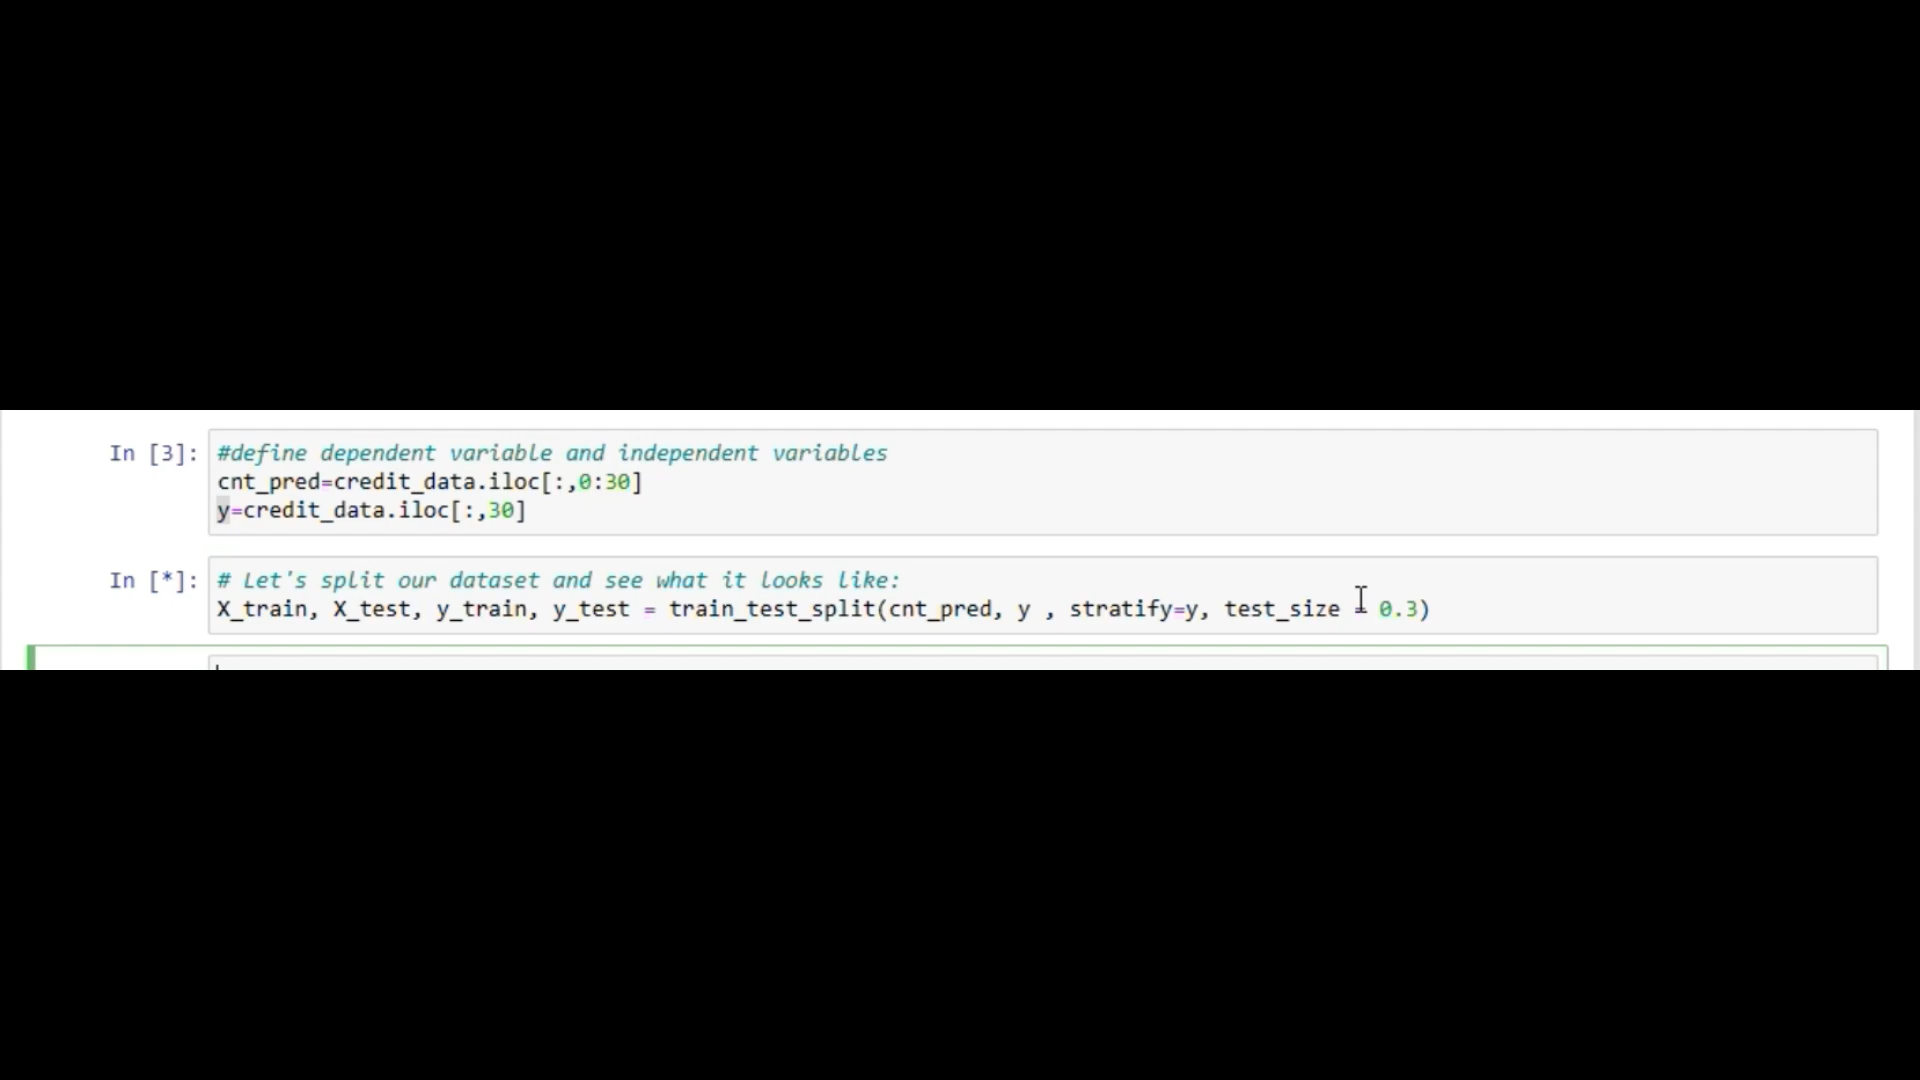 In [3]: #define dependent variable and independent variables
cnt_pred=credit_data.iloc[:,0:30]
y=credit_data.iloc[:,30]
In [*]: # Let's split our dataset and see what it looks like:
X_train, X_test, y_train, y_test = train_test_split(cnt_pred, y , stratify=y, test_size 0.3)